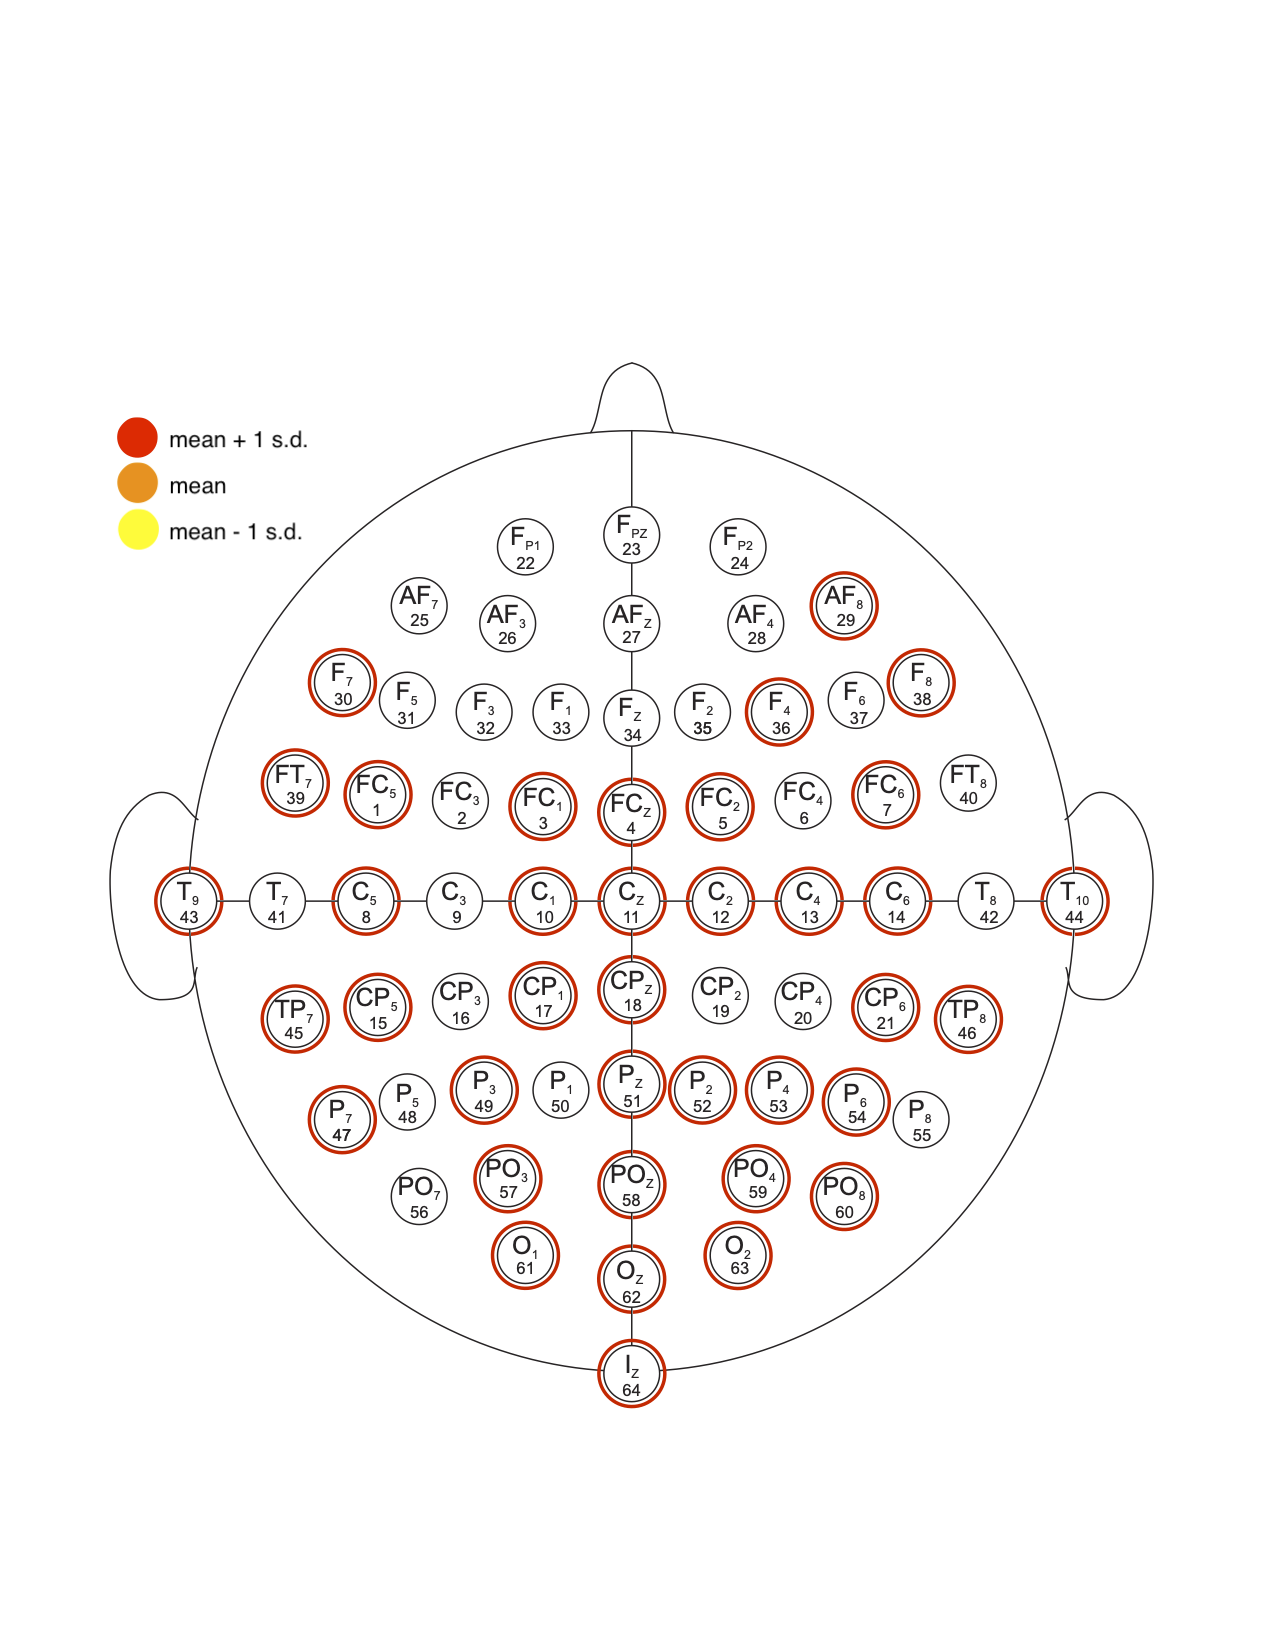 mean + 1 s.d.
mean
mean - 1 s.d.
FP1 FPZ FP2
22 23 24
AF7 AF3 AFZ AF4 AF8
25 26 27 28 29
F7 F5 F3 F1 FZ F2 F4 F6 F8
30 31 32 33 34 35 36 37 38
FT7 FC5 FC3 FC1 FCZ FC2 FC4 FC6 FT8
39 1 2 3 4 5 6 7 40
T9 T7 C5 C3 C1 CZ C2 C4 C6 T8 T10
43 41 8 9 10 11 12 13 14 42 44
TP7 CP5 CP3 CP1 CPZ CP2 CP4 CP6 TP8
45 15 16 17 18 19 20 21 46
P7 P5 P3 P1 PZ P2 P4 P6 P8
47 48 49 50 51 52 53 54 55
PO7 PO3 POZ PO4 PO8
56 57 58 59 60
O1 OZ O2
61 62 63
IZ
64